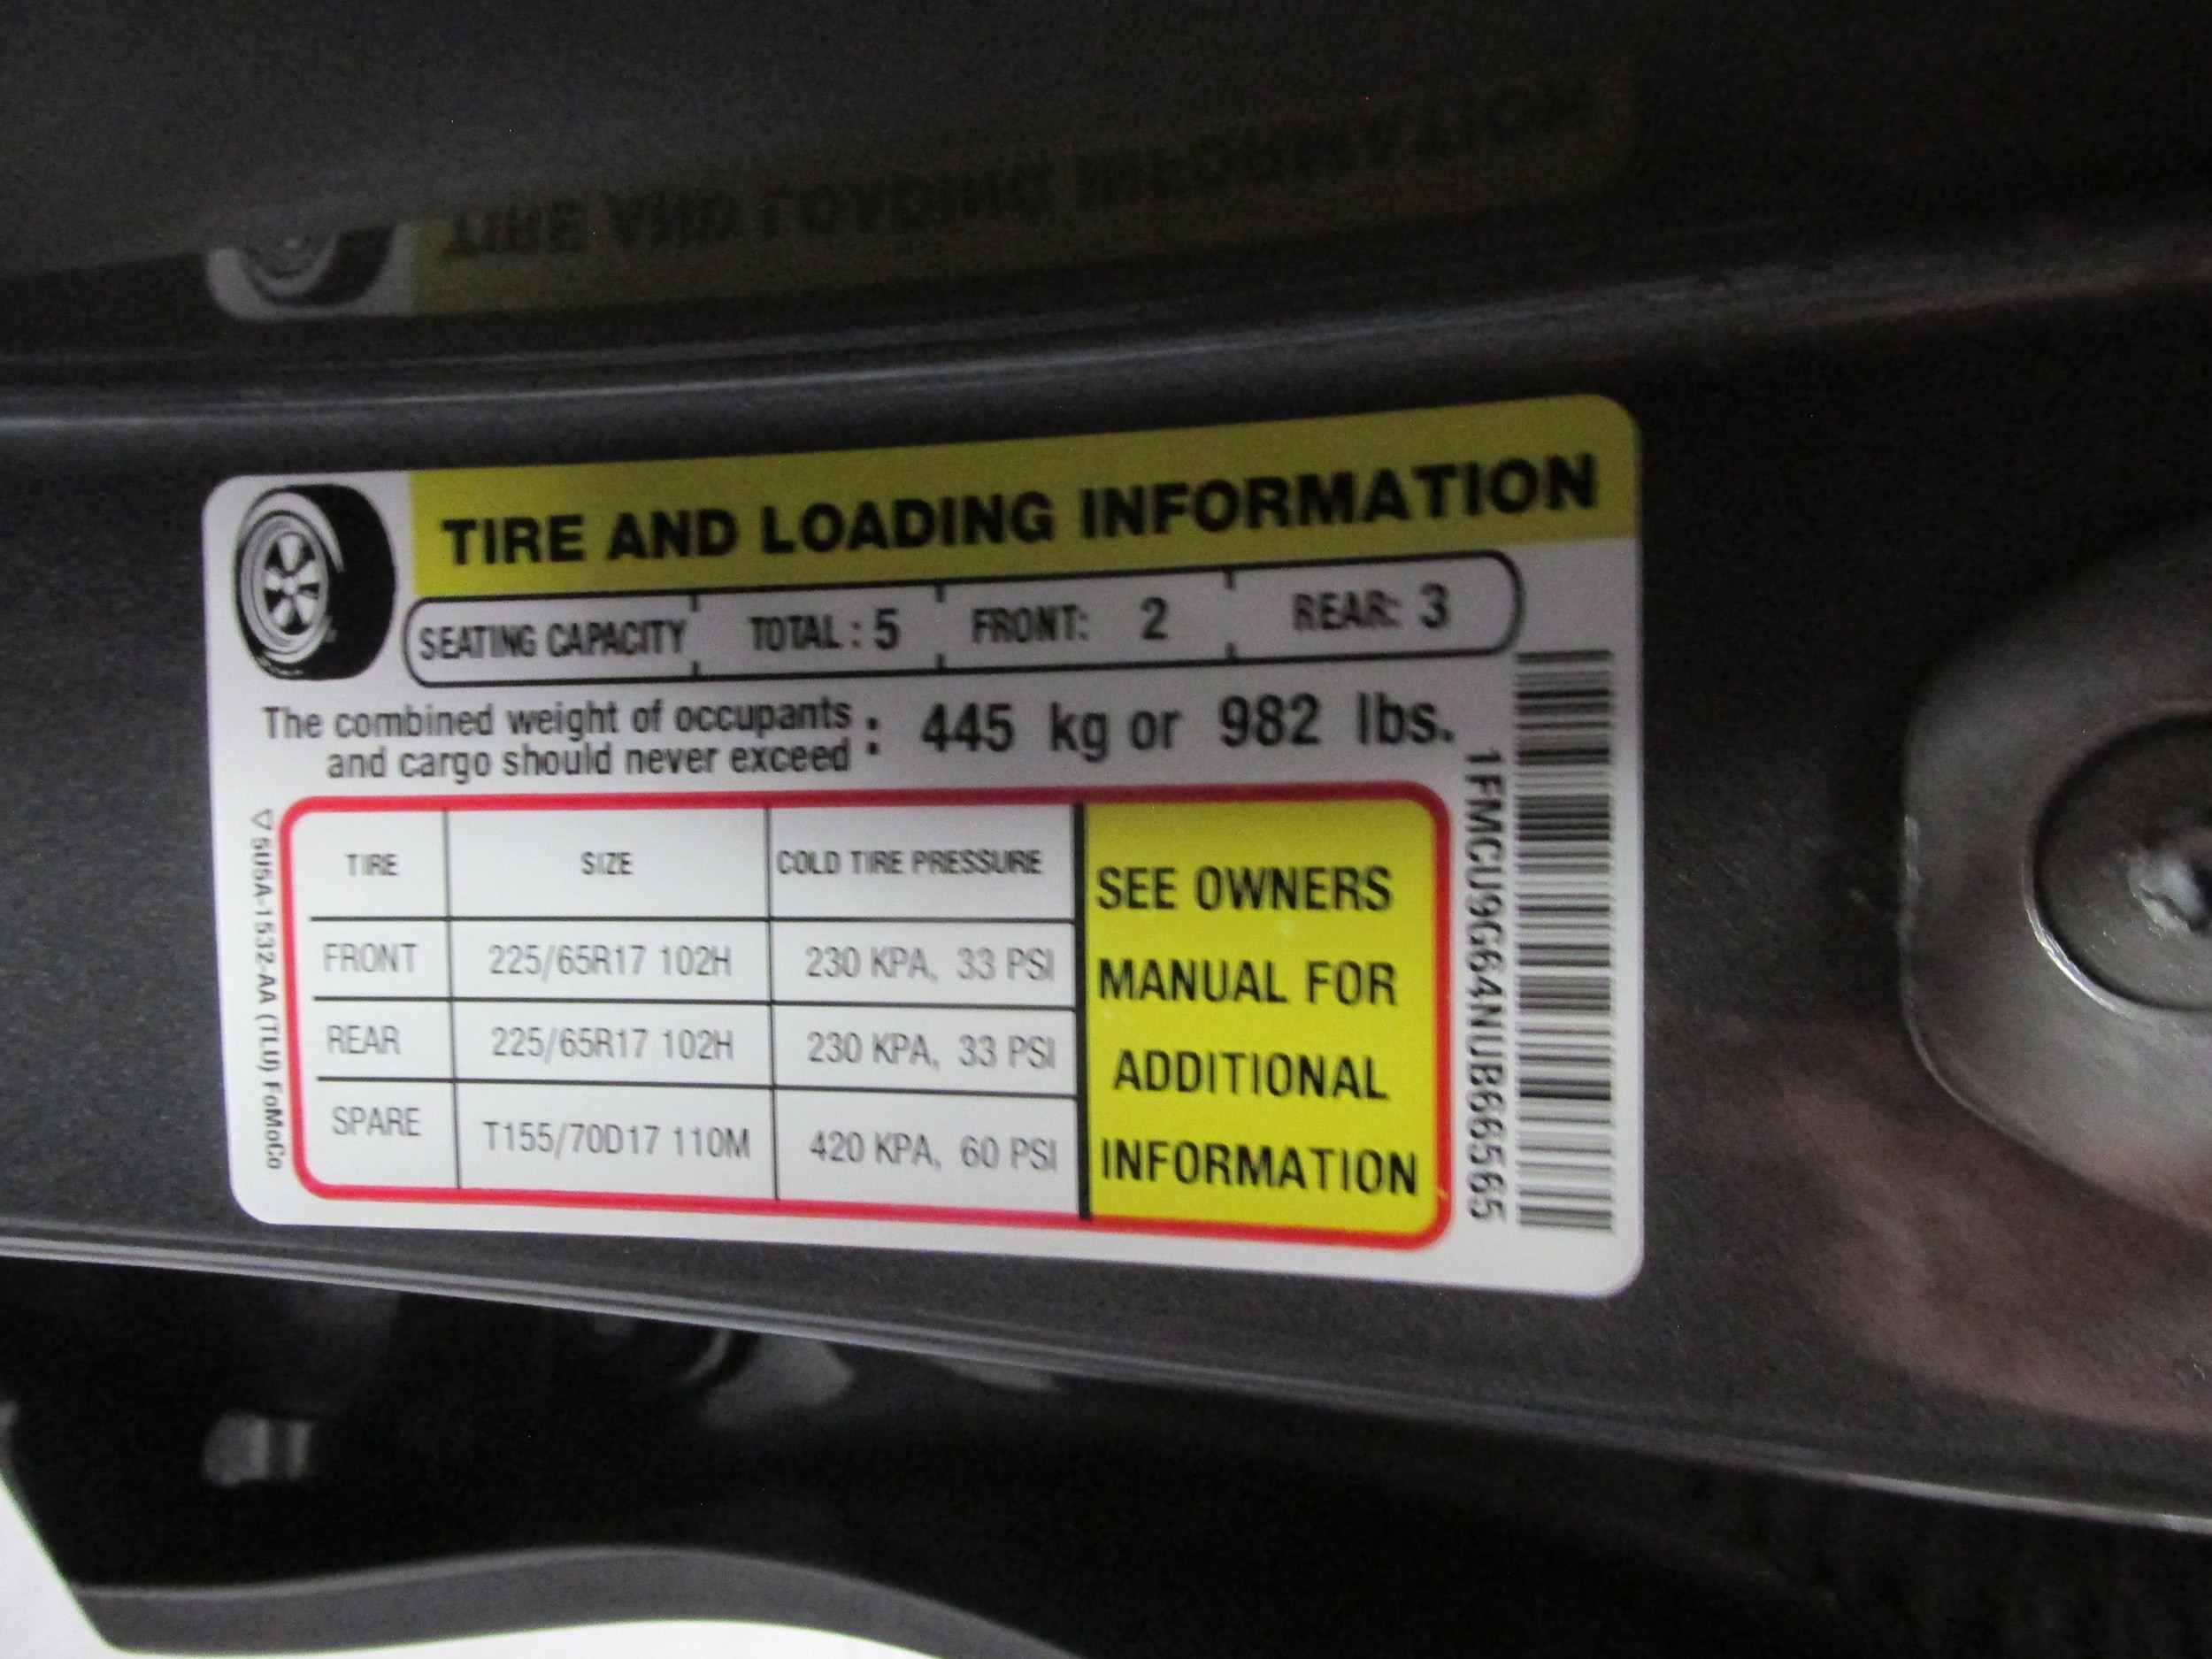 TIRE AND LOADING INFORMATION
SEATING CAPACITY TOTAL : 5 FRONT: 2 REAR: 3
The combined weight of occupants
and cargo should never exceed : 445 kg or 982 lbs.
TIRE SIZE COLD TIRE PRESSURE
FRONT 225/65R17 102H 230 KPA, 33 PSI
REAR 225/65R17 102H 230 KPA, 33 PSI
SPARE T155/70D17 110M 420 KPA, 60 PSI
SEE OWNERS
MANUAL FOR
ADDITIONAL
INFORMATION
1FMCU9G64NUB66565
5U5A-1532-AA (TLU) FoMoCo